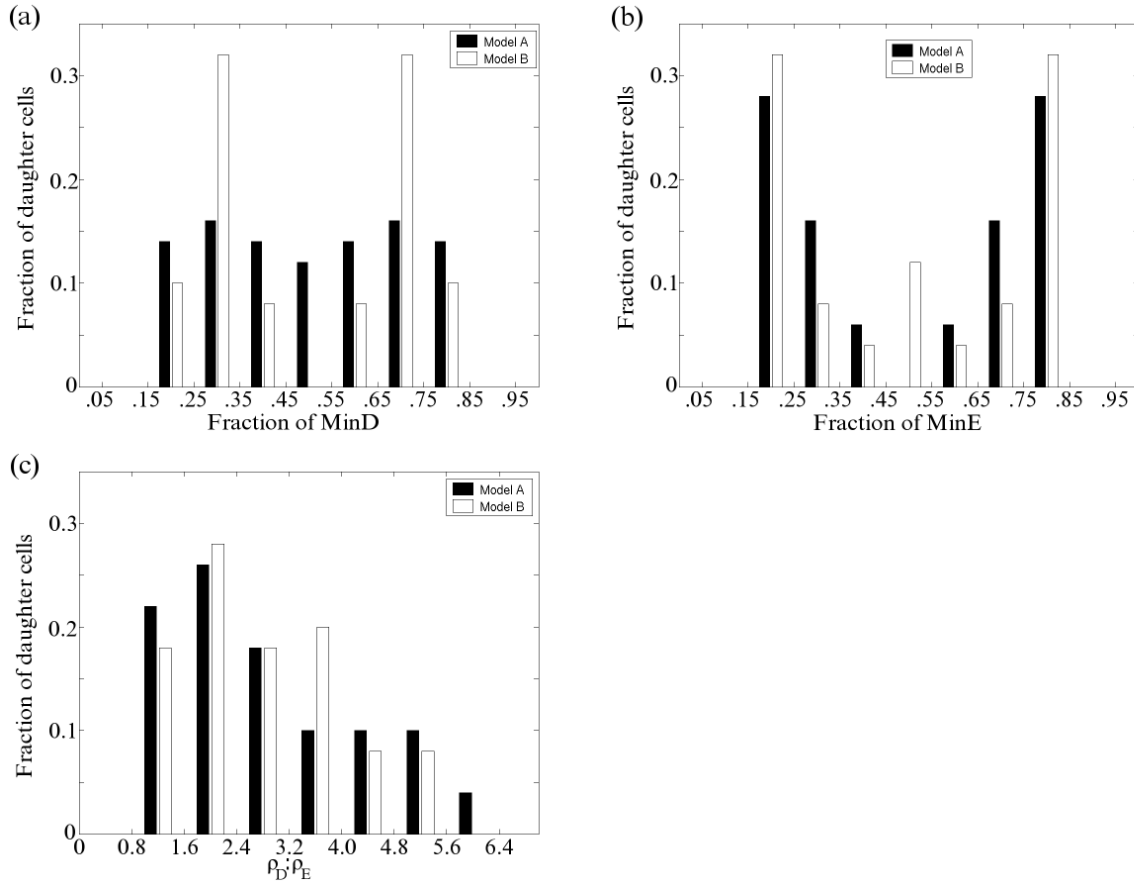 (a)
Model A
Model B
Fraction of daughter cells
0.3
0.2
0.1
0
.05 .15 .25 .35 .45 .55 .65 .75 .85 .95
Fraction of MinD
(b)
Model A
Model B
Fraction of daughter cells
0.3
0.2
0.1
0
.05 .15 .25 .35 .45 .55 .65 .75 .85 .95
Fraction of MinE
(c)
Model A
Model B
Fraction of daughter cells
0.3
0.2
0.1
0
0 0.8 1.6 2.4 3.2 4.0 4.8 5.6 6.4
ρD:ρE